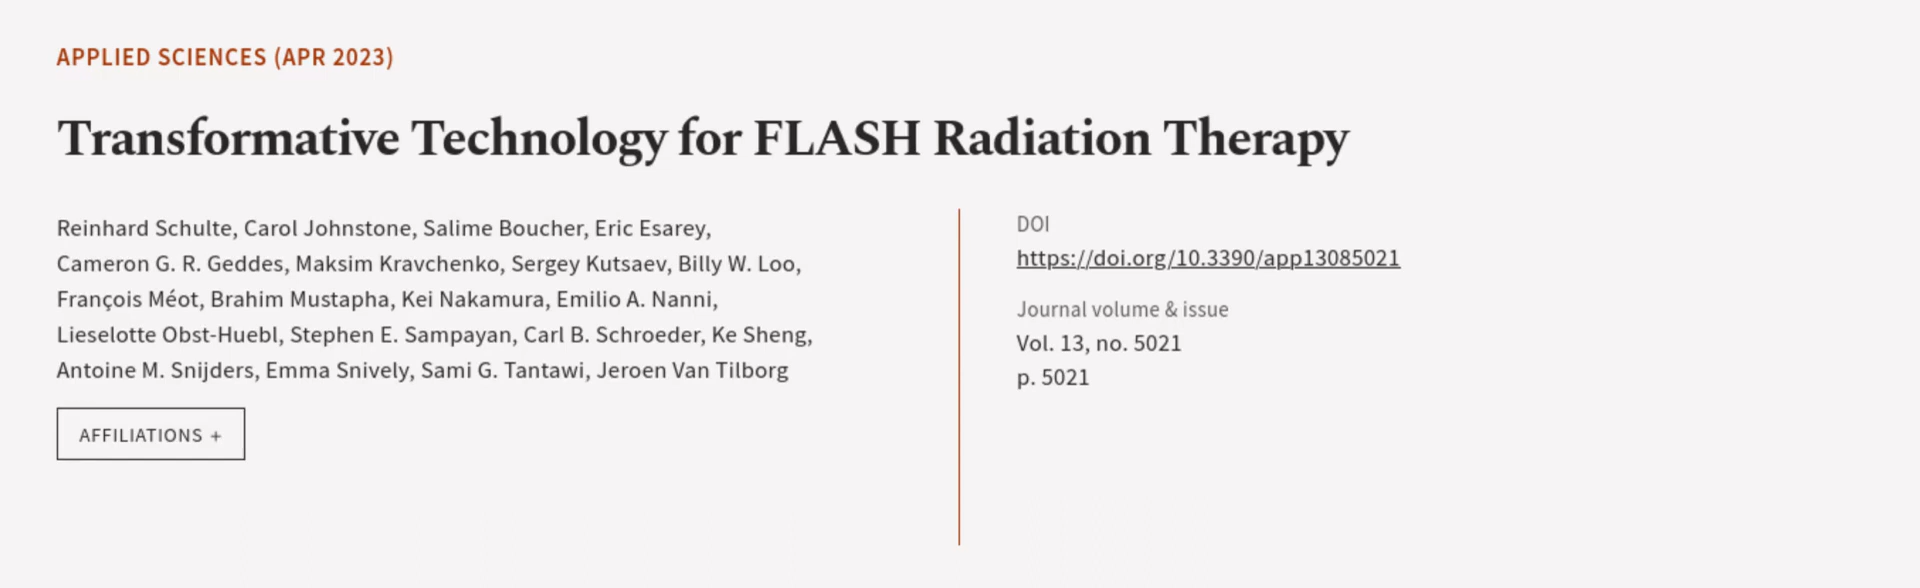 APPLIED SCIENCES (APR 2023)
Transformative Technology for FLASH Radiation Therapy
Reinhard Schulte, Carol Johnstone, Salime Boucher, Eric Esarey,
Cameron G. R. Geddes, Maksim Kravchenko, Sergey Kutsaev, Billy W. Loo,
François Méot, Brahim Mustapha, Kei Nakamura, Emilio A. Nanni,
Lieselotte Obst-Huebl, Stephen E. Sampayan, Carl B. Schroeder, Ke Sheng,
Antoine M. Snijders, Emma Snively, Sami G. Tantawi, Jeroen Van Tilborg
AFFILIATIONS +
DOI
https://doi.org/10.3390/app13085021
Journal volume & issue
Vol. 13, no. 5021
p. 5021